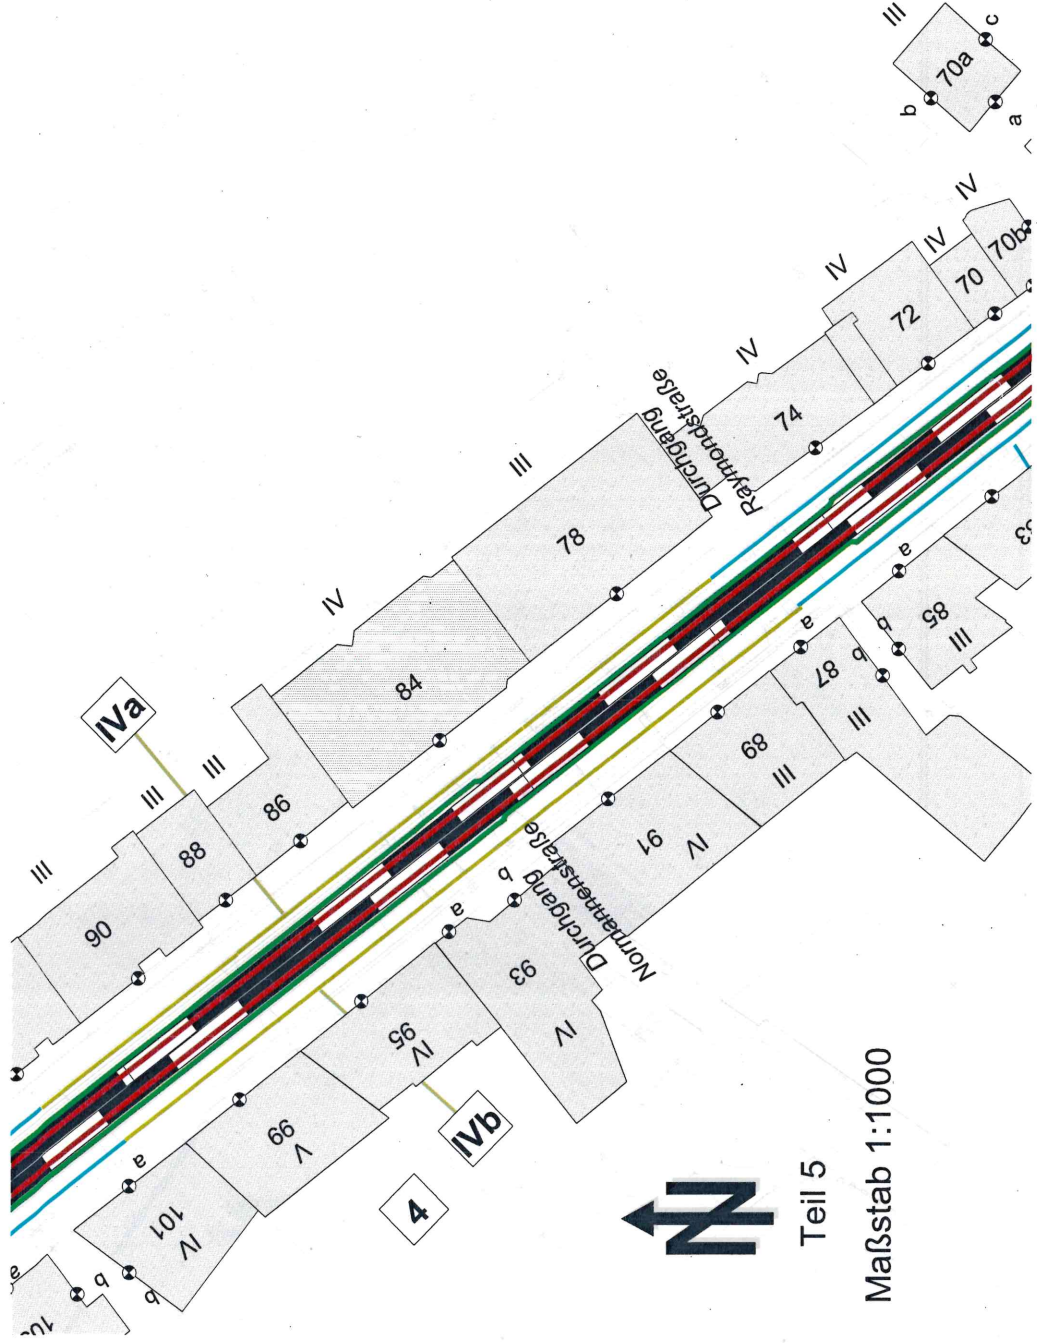 III
70a
c
b
a
IV
70b
IV
70
IV
72
IV
74
Durchgang
Raymondstraße
III
78
IV
84
IVa
III
86
III
88
III
90
a
85
III
b
a
87
b
III
89
III
91
IV
Durchgang
Normannenstraße
b
a
93
IV
95
IV
99
V
a
101
IV
b
b
b
a
IVb
4
N
Teil 5
Maßstab 1:1000